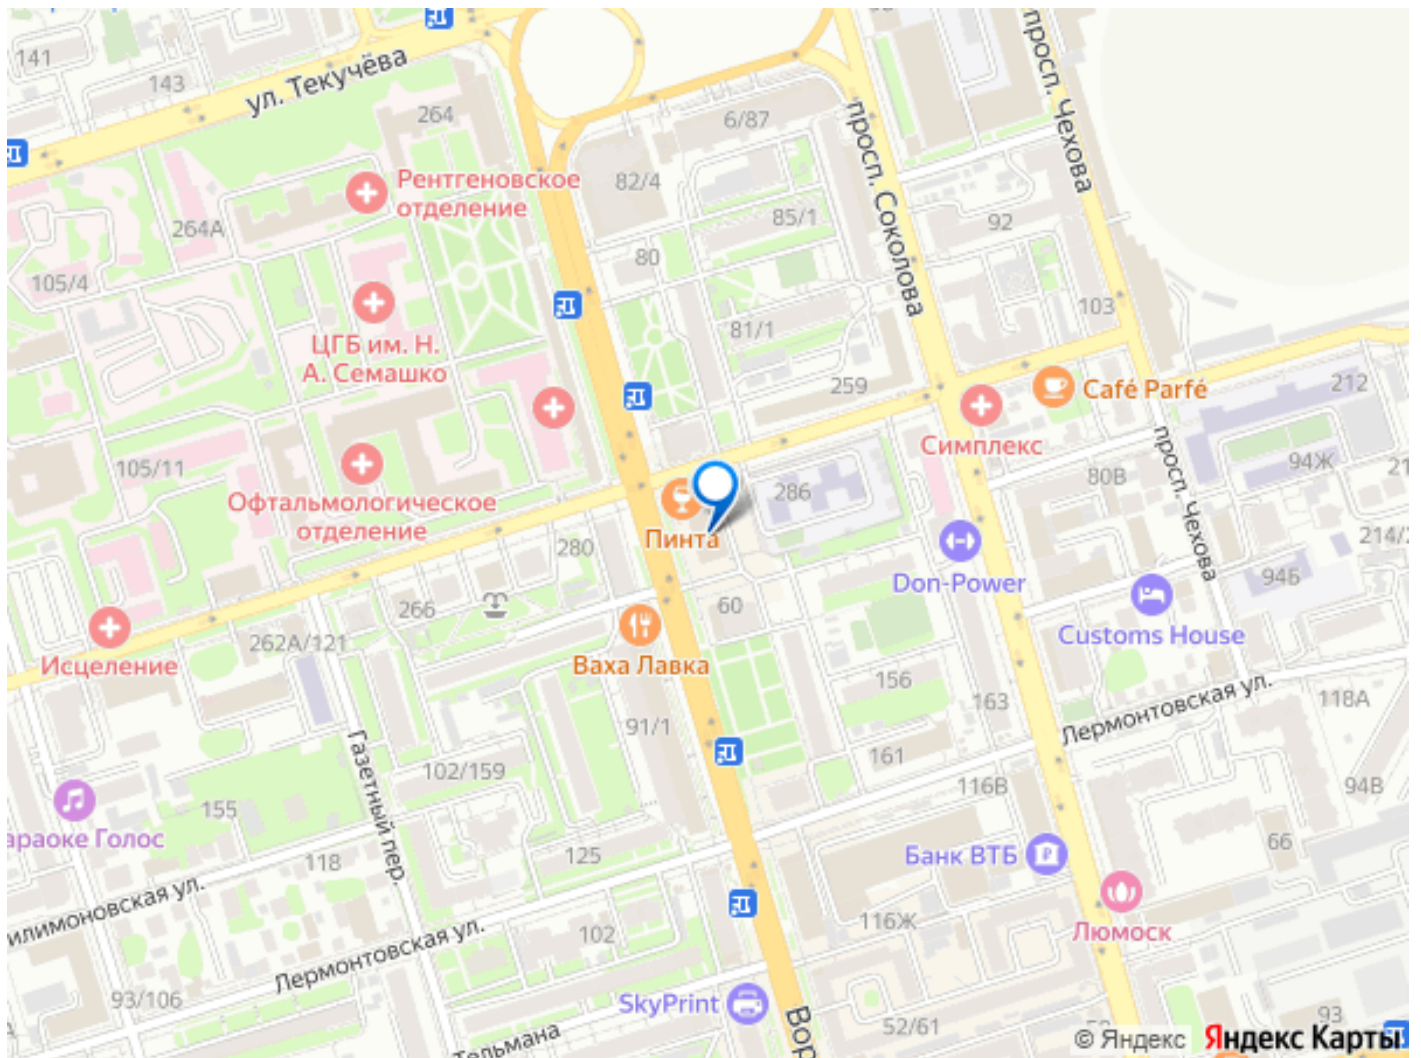 141
143
ул. Текучёва
264
6/87
просп. Соколова
просп. Чехова
Рентгеновское
отделение
82/4
264А
85/1
92
105/4
80
ЦГБ им. Н.
А. Семашко
81/1
103
259
Café Parfé
212
Симплекс
105/11
Офтальмологическое
отделение
286
80В
94Ж
просп. Чехова
Пинта
280
Don-Power
214/2
94Б
266
60
Customs House
262А/121
Исцеление
Ваха Лавка
156
163
Лермонтовская ул.
118А
91/1
Газетный пер.
102/159
161
116В
94В
155
араоке Голос
118
125
Банк ВТБ
66
илимоновская ул.
Лермонтовская ул.
102
116Ж
Люмоск
93/106
SkyPrint
Вор
52/61
93
Тельмана
© Яндекс
Яндекс Карты